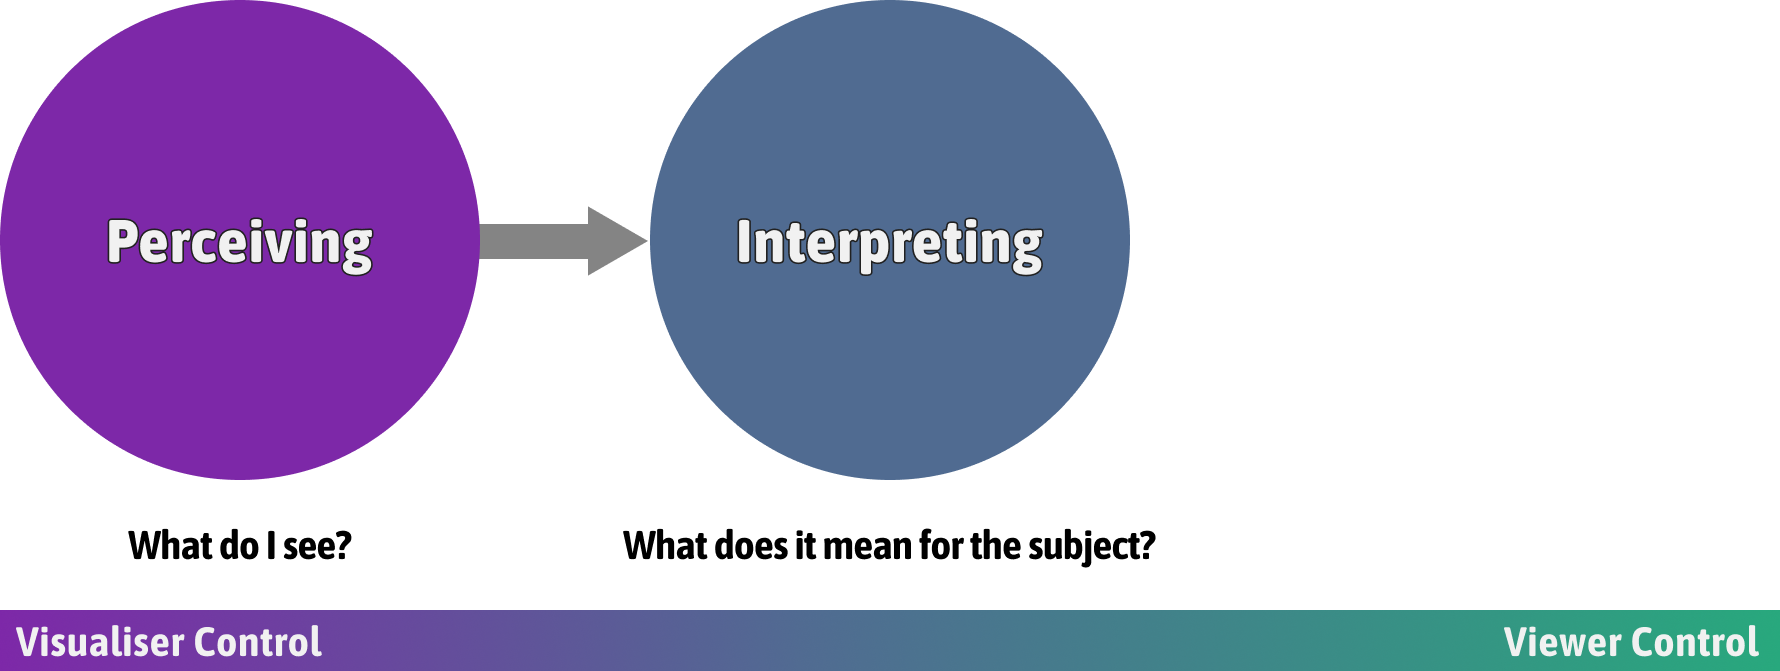 Perceiving
Interpreting
What do I see?
What does it mean for the subject?
Visualiser Control
Viewer Control